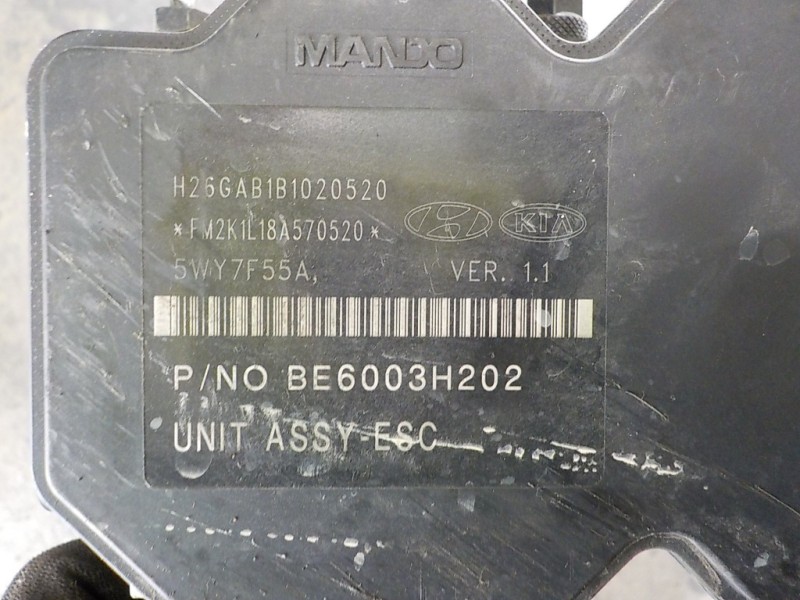 MANDO
H26GAB1B1020520
*FM2K1L18A570520*
KIA
5WY7F55A, VER. 1.1
P/NO BE6003H202
UNIT ASSY-ESC